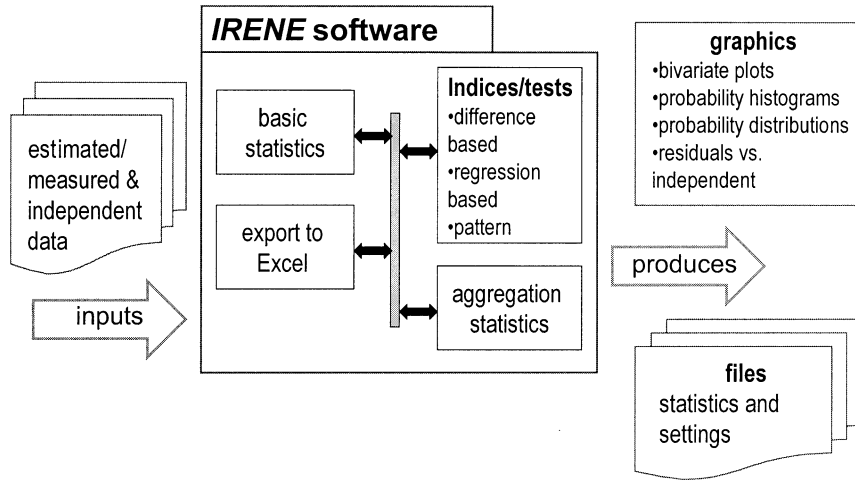 IRENE software
estimated/
measured &
independent
data
inputs
basic
statistics
export to
Excel
Indices/tests
•difference
based
•regression
based
•pattern
aggregation
statistics
produces
graphics
•bivariate plots
•probability histograms
•probability distributions
•residuals vs.
independent
files
statistics and
settings